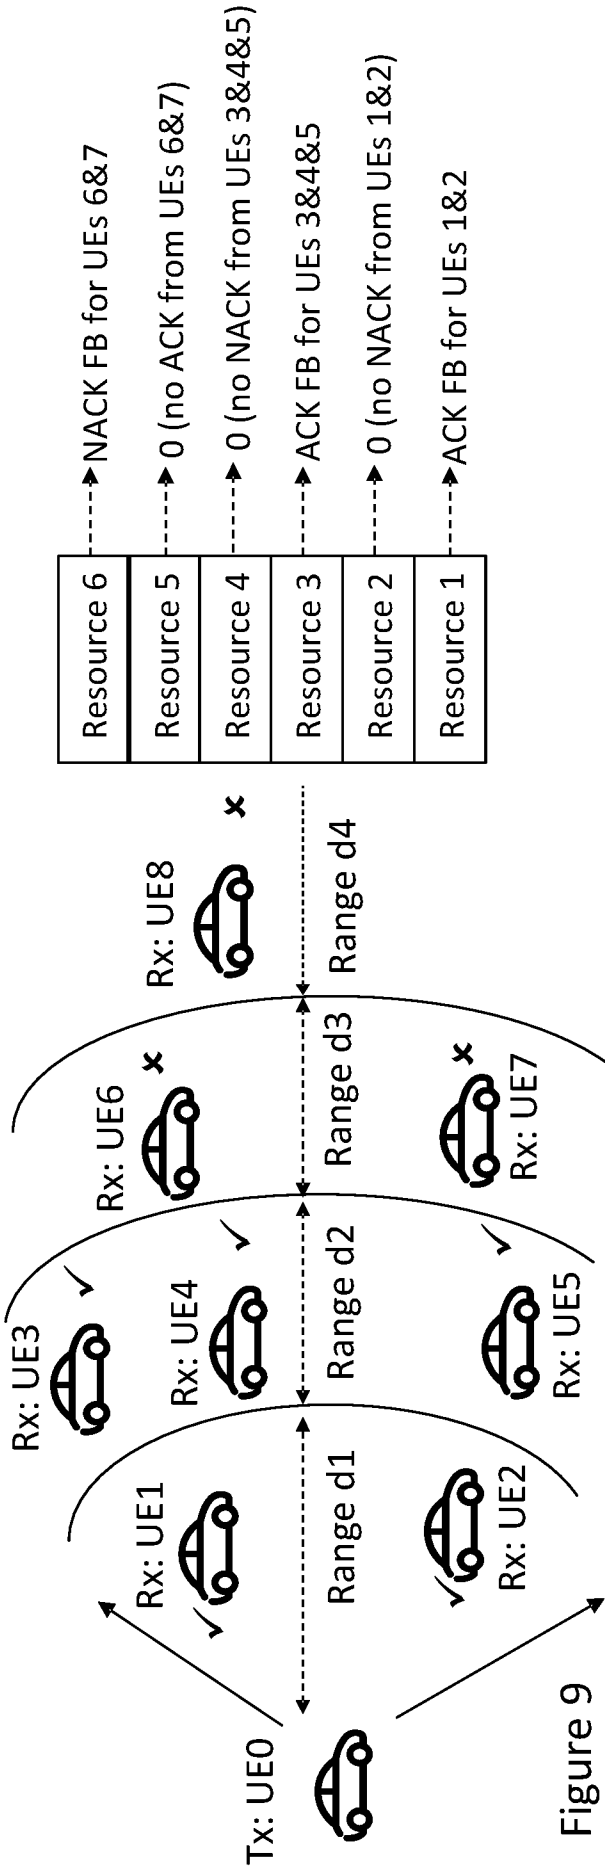 Tx: UE0
Rx: UE1
Rx: UE2
Range d1
Rx: UE3
Rx: UE4
Rx: UE5
Range d2
Rx: UE6
Rx: UE7
Range d3
Rx: UE8
Range d4
Resource 6
NACK FB for UEs 6&7
Resource 5
0 (no ACK from UEs 6&7)
Resource 4
0 (no NACK from UEs 3&4&5)
Resource 3
ACK FB for UEs 3&4&5
Resource 2
0 (no NACK from UEs 1&2)
Resource 1
ACK FB for UEs 1&2
Figure 9